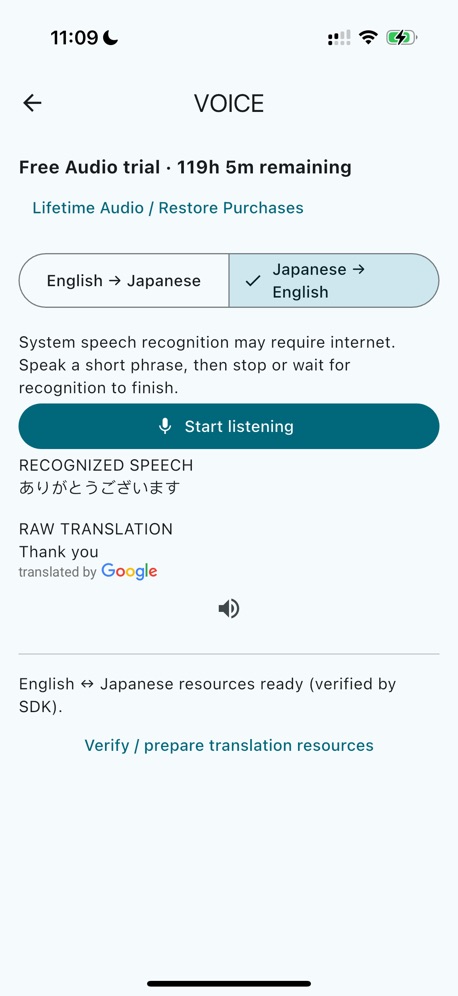 11:09
VOICE
Free Audio trial · 119h 5m remaining
Lifetime Audio / Restore Purchases
English → Japanese
Japanese →
English
System speech recognition may require internet.
Speak a short phrase, then stop or wait for
recognition to finish.
Start listening
RECOGNIZED SPEECH
ありがとうございます
RAW TRANSLATION
Thank you
translated by Google
English ↔ Japanese resources ready (verified by
SDK).
Verify / prepare translation resources